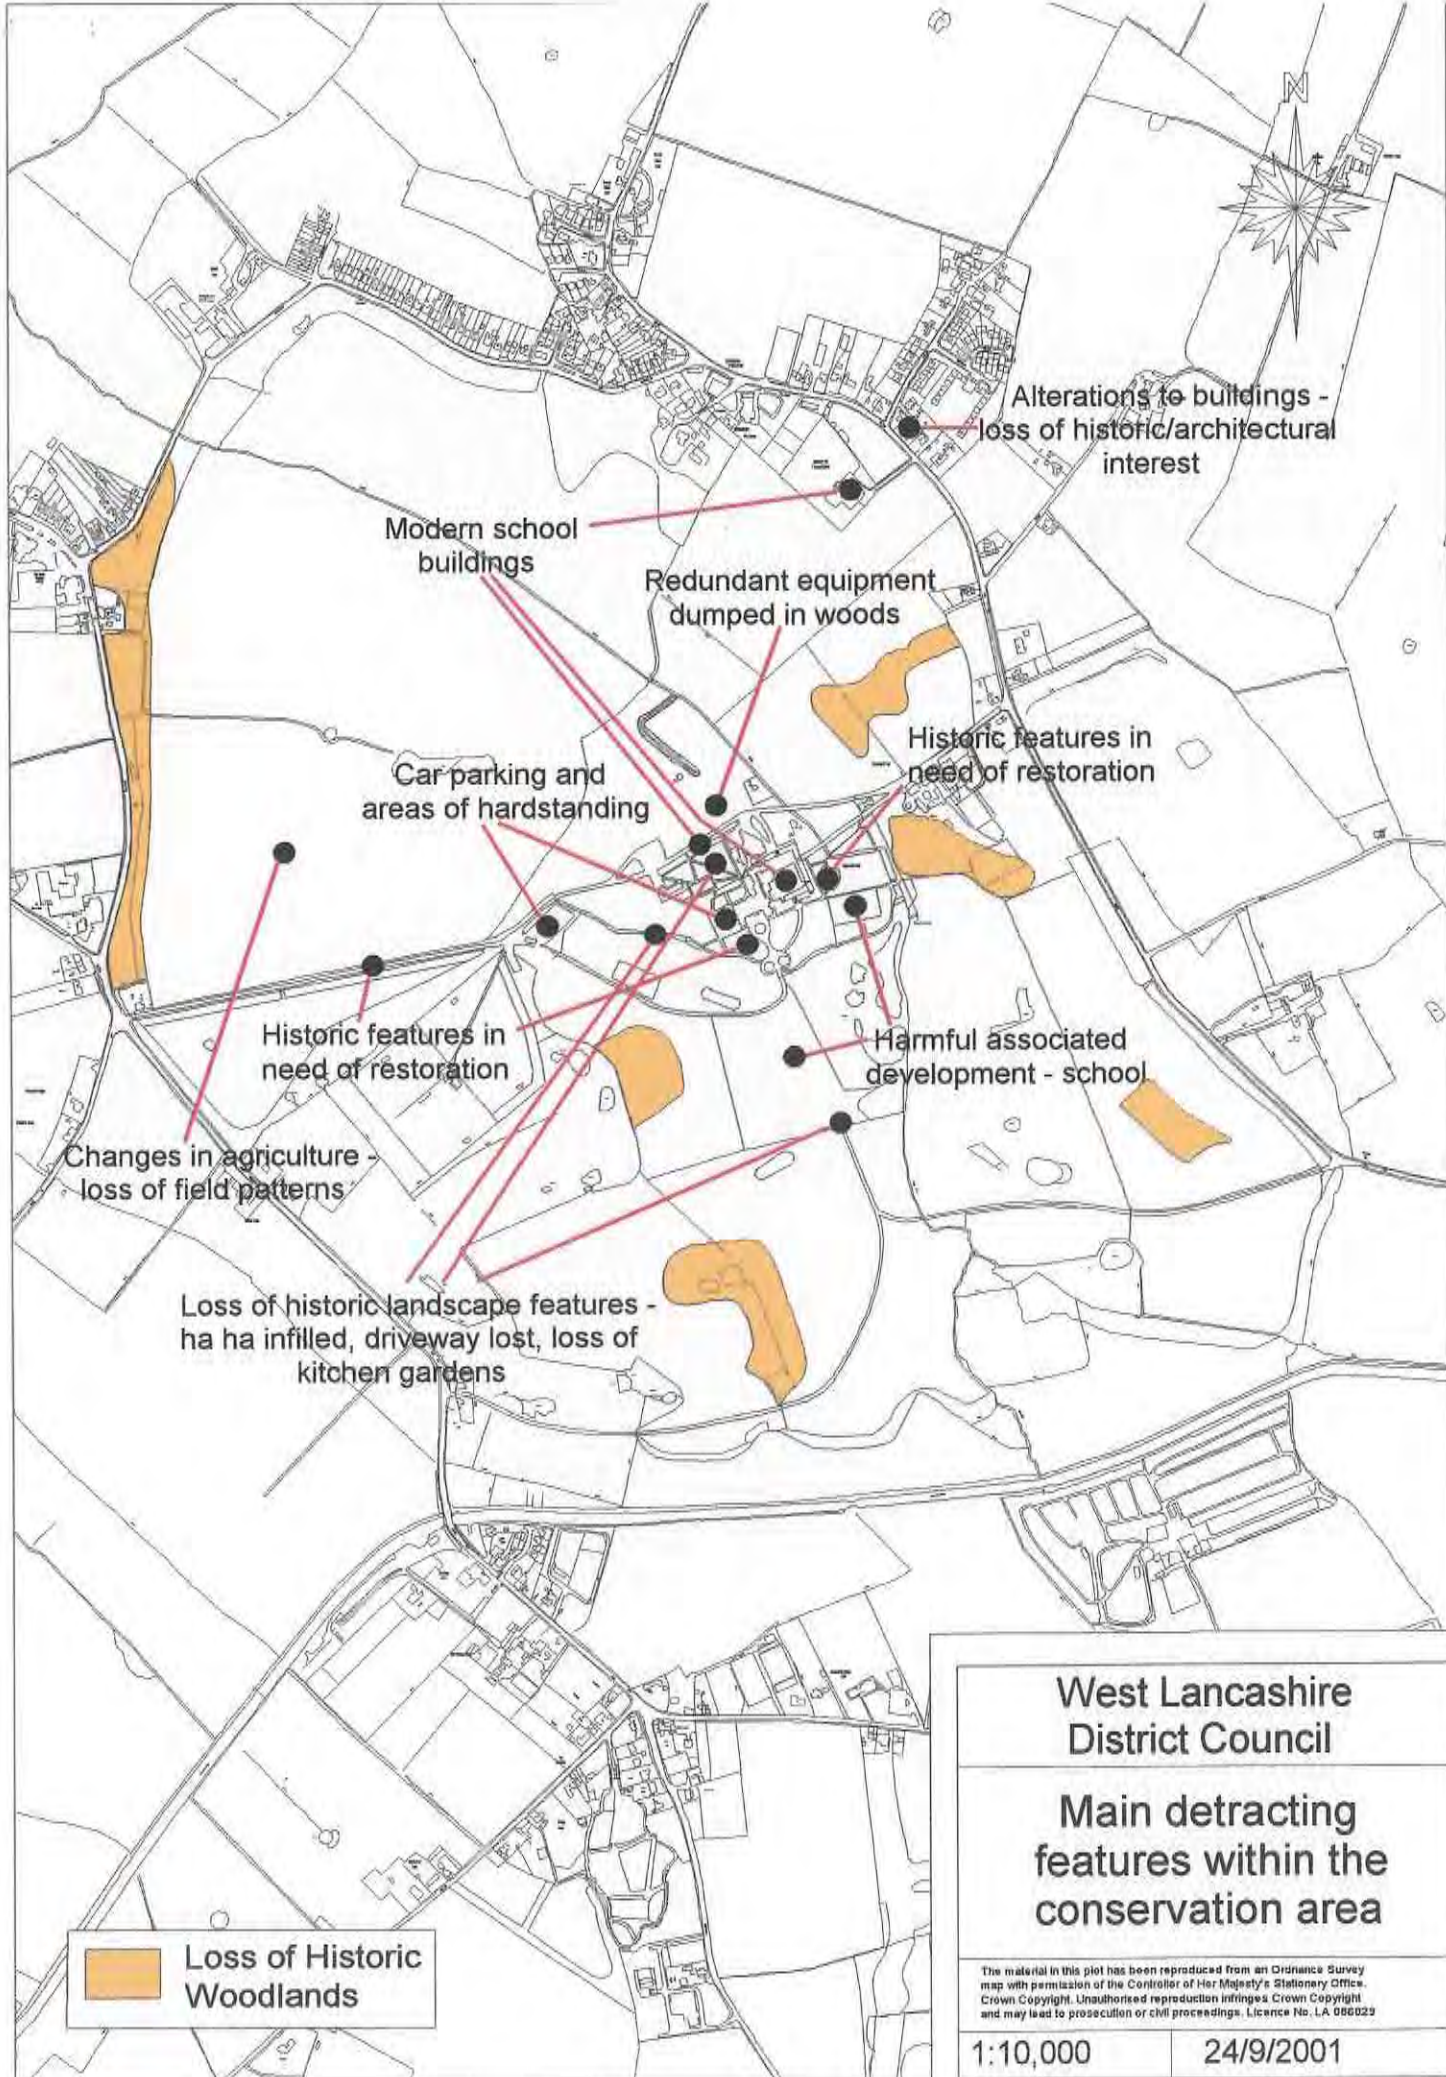 N
Alterations to buildings -
loss of historic/architectural
interest
Modern school
buildings
Redundant equipment
dumped in woods
Historic features in
need of restoration
Car parking and
areas of hardstanding
Historic features in
need of restoration
Harmful associated
development - school
Changes in agriculture -
loss of field patterns
Loss of historic landscape features -
ha ha infilled, driveway lost, loss of
kitchen gardens
West Lancashire
District Council
Main detracting
features within the
conservation area
Loss of Historic
Woodlands
The material in this plot has been reproduced from an Ordnance Survey
map with permission of the Controller of Her Majesty's Stationery Office.
Crown Copyright. Unauthorised reproduction infringes Crown Copyright
and may lead to prosecution or civil proceedings. Licence No. LA 086029
1:10,000
24/9/2001